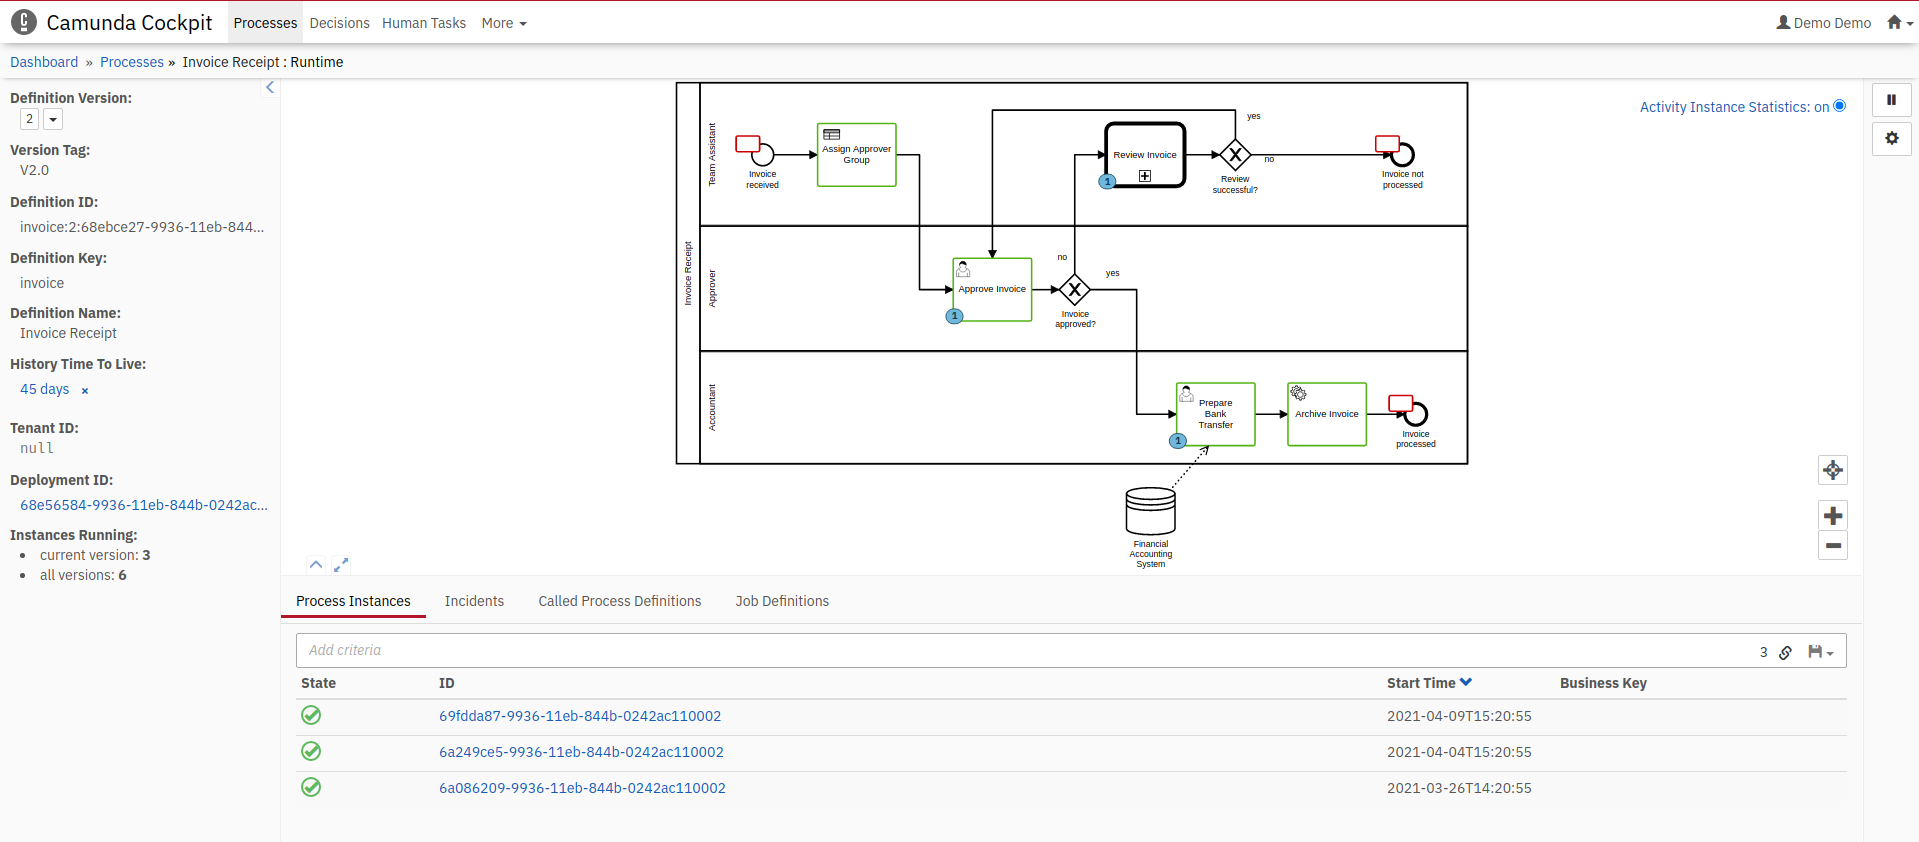 Camunda Cockpit
Processes
Decisions
Human Tasks
More
Demo Demo
Dashboard » Processes » Invoice Receipt : Runtime
Definition Version:
2
Version Tag:
V2.0
Definition ID:
invoice:2:68ebce27-9936-11eb-844...
Definition Key:
invoice
Definition Name:
Invoice Receipt
History Time To Live:
45 days ×
Tenant ID:
null
Deployment ID:
68e56584-9936-11eb-844b-0242ac...
Instances Running:
current version: 3
all versions: 6
Activity Instance Statistics: on
Invoice Receipt
Team Assistant
Invoice
received
Assign Approver
Group
Review Invoice
1
yes
Review
successful?
no
Invoice not
processed
Approver
Approve Invoice
1
no
Invoice
approved?
yes
Accountant
Prepare
Bank
Transfer
1
Archive Invoice
Invoice
processed
Financial
Accounting
System
Process Instances
Incidents
Called Process Definitions
Job Definitions
Add criteria
3
State ID Start Time Business Key
69fdda87-9936-11eb-844b-0242ac110002 2021-04-09T15:20:55
6a249ce5-9936-11eb-844b-0242ac110002 2021-04-04T15:20:55
6a086209-9936-11eb-844b-0242ac110002 2021-03-26T14:20:55